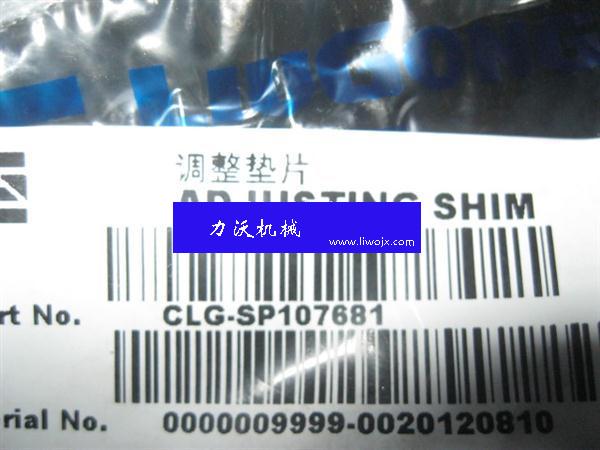 LIUGONG
调整垫片
ADJUSTING SHIM
力沃机械
www.liwojx.com
rt No. CLG-SP107681
erial No. 0000009999-0020120810